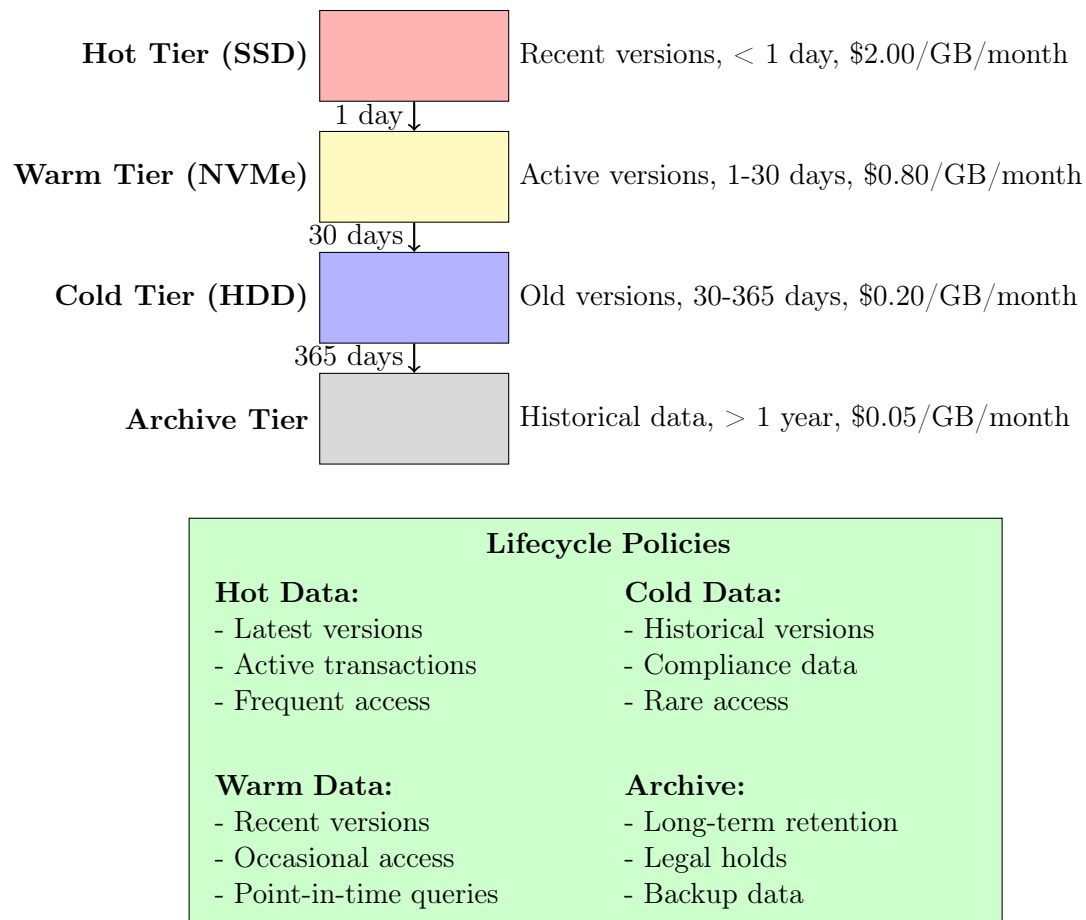 Hot Tier (SSD)
Recent versions, < 1 day, $2.00/GB/month
1 day
Warm Tier (NVMe)
Active versions, 1-30 days, $0.80/GB/month
30 days
Cold Tier (HDD)
Old versions, 30-365 days, $0.20/GB/month
365 days
Archive Tier
Historical data, > 1 year, $0.05/GB/month
Lifecycle Policies
Hot Data:
- Latest versions
- Active transactions
- Frequent access
Warm Data:
- Recent versions
- Occasional access
- Point-in-time queries
Cold Data:
- Historical versions
- Compliance data
- Rare access
Archive:
- Long-term retention
- Legal holds
- Backup data